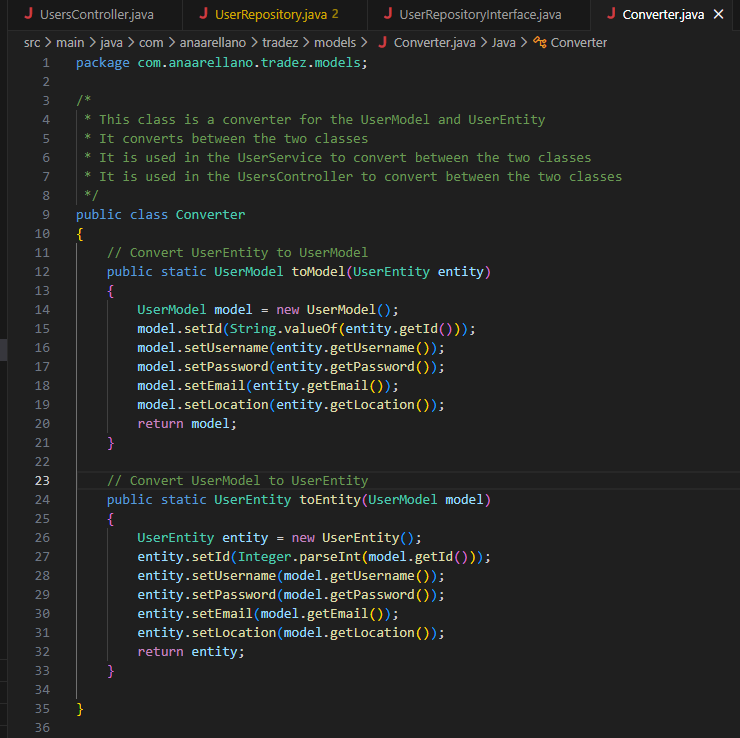 UsersController.java UserRepository.java 2 UserRepositoryInterface.java Converter.java
src > main > java > com > anaarellano > tradez > models > Converter.java > Java > Converter
1 package com.anaarellano.tradez.models;
2
3 /*
4  * This class is a converter for the UserModel and UserEntity
5  * It converts between the two classes
6  * It is used in the UserService to convert between the two classes
7  * It is used in the UsersController to convert between the two classes
8  */
9 public class Converter
10 {
11     // Convert UserEntity to UserModel
12     public static UserModel toModel(UserEntity entity)
13     {
14         UserModel model = new UserModel();
15         model.setId(String.valueOf(entity.getId()));
16         model.setUsername(entity.getUsername());
17         model.setPassword(entity.getPassword());
18         model.setEmail(entity.getEmail());
19         model.setLocation(entity.getLocation());
20         return model;
21     }
22
23     // Convert UserModel to UserEntity
24     public static UserEntity toEntity(UserModel model)
25     {
26         UserEntity entity = new UserEntity();
27         entity.setId(Integer.parseInt(model.getId()));
28         entity.setUsername(model.getUsername());
29         entity.setPassword(model.getPassword());
30         entity.setEmail(model.getEmail());
31         entity.setLocation(model.getLocation());
32         return entity;
33     }
34
35 }
36